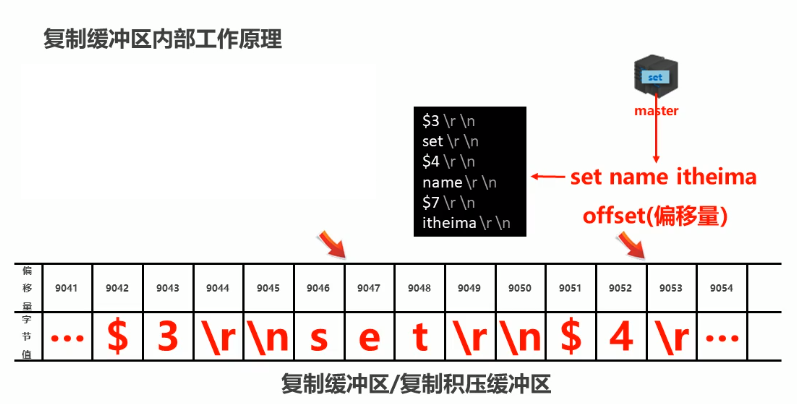 复制缓冲区内部工作原理
set
master
$3 \r \n
set \r \n
$4 \r \n
name \r \n
$7 \r \n
itheima \r \n
set name itheima
offset(偏移量)
偏移量 9041 9042 9043 9044 9045 9046 9047 9048 9049 9050 9051 9052 9053 9054
字节值 ... $ 3 \r \n s e t \r \n $ 4 \r ...
复制缓冲区/复制积压缓冲区